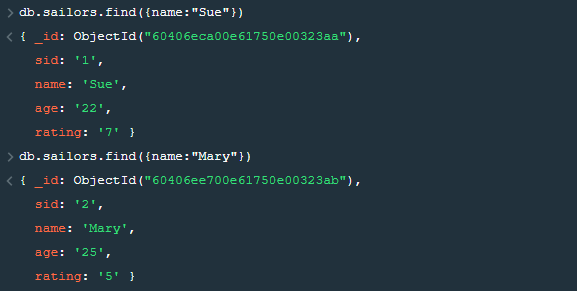 > db.sailors.find({name:"Sue"})
< { _id: ObjectId("60406eca00e61750e00323aa"),
sid: '1',
name: 'Sue',
age: '22',
rating: '7' }
> db.sailors.find({name:"Mary"})
< { _id: ObjectId("60406ee700e61750e00323ab"),
sid: '2',
name: 'Mary',
age: '25',
rating: '5' }